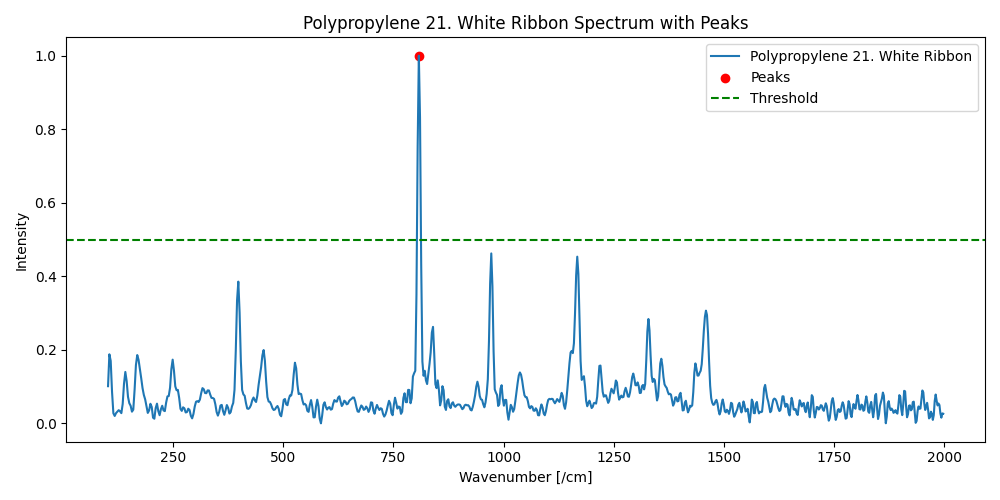 Polypropylene 21. White Ribbon Spectrum with Peaks
Polypropylene 21. White Ribbon
Peaks
Threshold
Intensity
1.0
0.8
0.6
0.4
0.2
0.0
250
500
750
1000
1250
1500
1750
2000
Wavenumber [/cm]